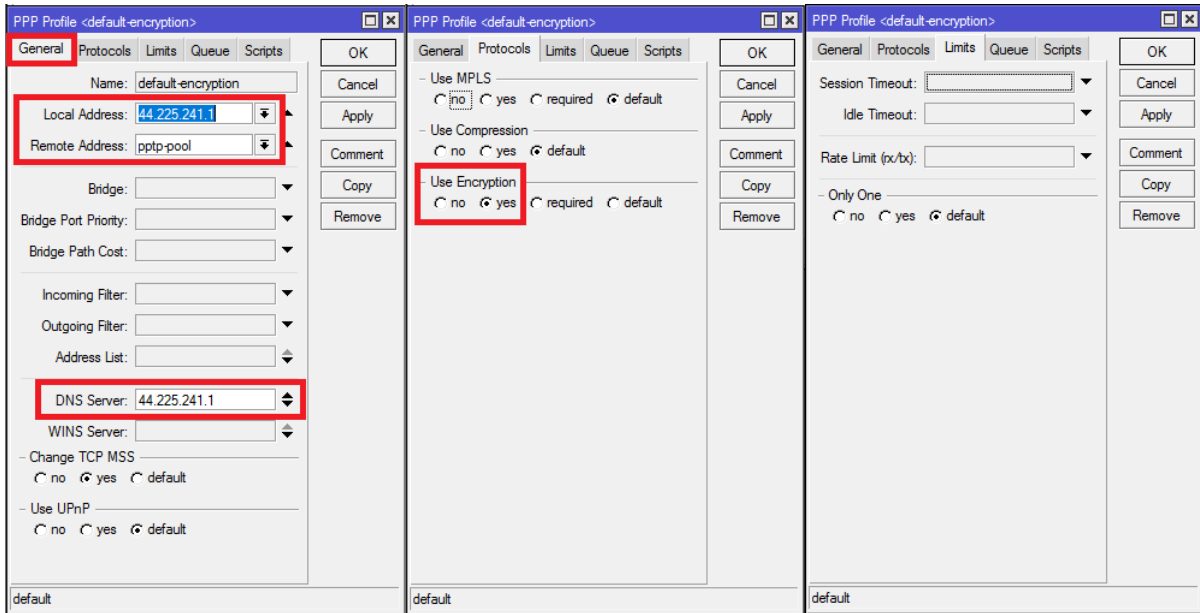 PPP Profile <default-encryption>
General Protocols Limits Queue Scripts
OK
Name: default-encryption
Cancel
Local Address: 44.225.241.1
Apply
Remote Address: pptp-pool
Comment
Bridge:
Copy
Bridge Port Priority:
Remove
Bridge Path Cost:
Incoming Filter:
Outgoing Filter:
Address List:
DNS Server: 44.225.241.1
WINS Server:
Change TCP MSS
no yes default
Use UPnP
no yes default
default
PPP Profile <default-encryption>
General Protocols Limits Queue Scripts
OK
Use MPLS
Cancel
no yes required default
Apply
Use Compression
no yes default
Comment
Use Encryption
Copy
no yes required default
Remove
default
PPP Profile <default-encryption>
General Protocols Limits Queue Scripts
OK
Session Timeout:
Cancel
Idle Timeout:
Apply
Rate Limit (rx/tx):
Comment
Only One
Copy
no yes default
Remove
default